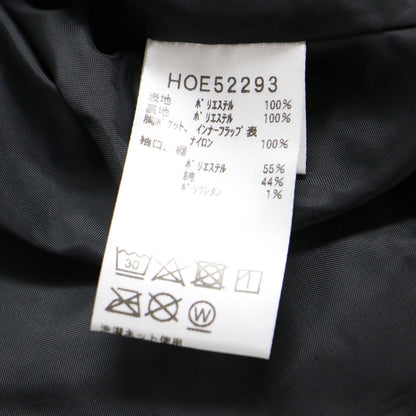 HOE52293
表地 ポリエステル 100%
裏地 ポリエステル 100%
胸ポケット、インナーフラップ 表
ナイロン 100%
袖口、
ポリエステル 55%
44%
ポリウレタン 1%
30
W
洗濯ネット使用